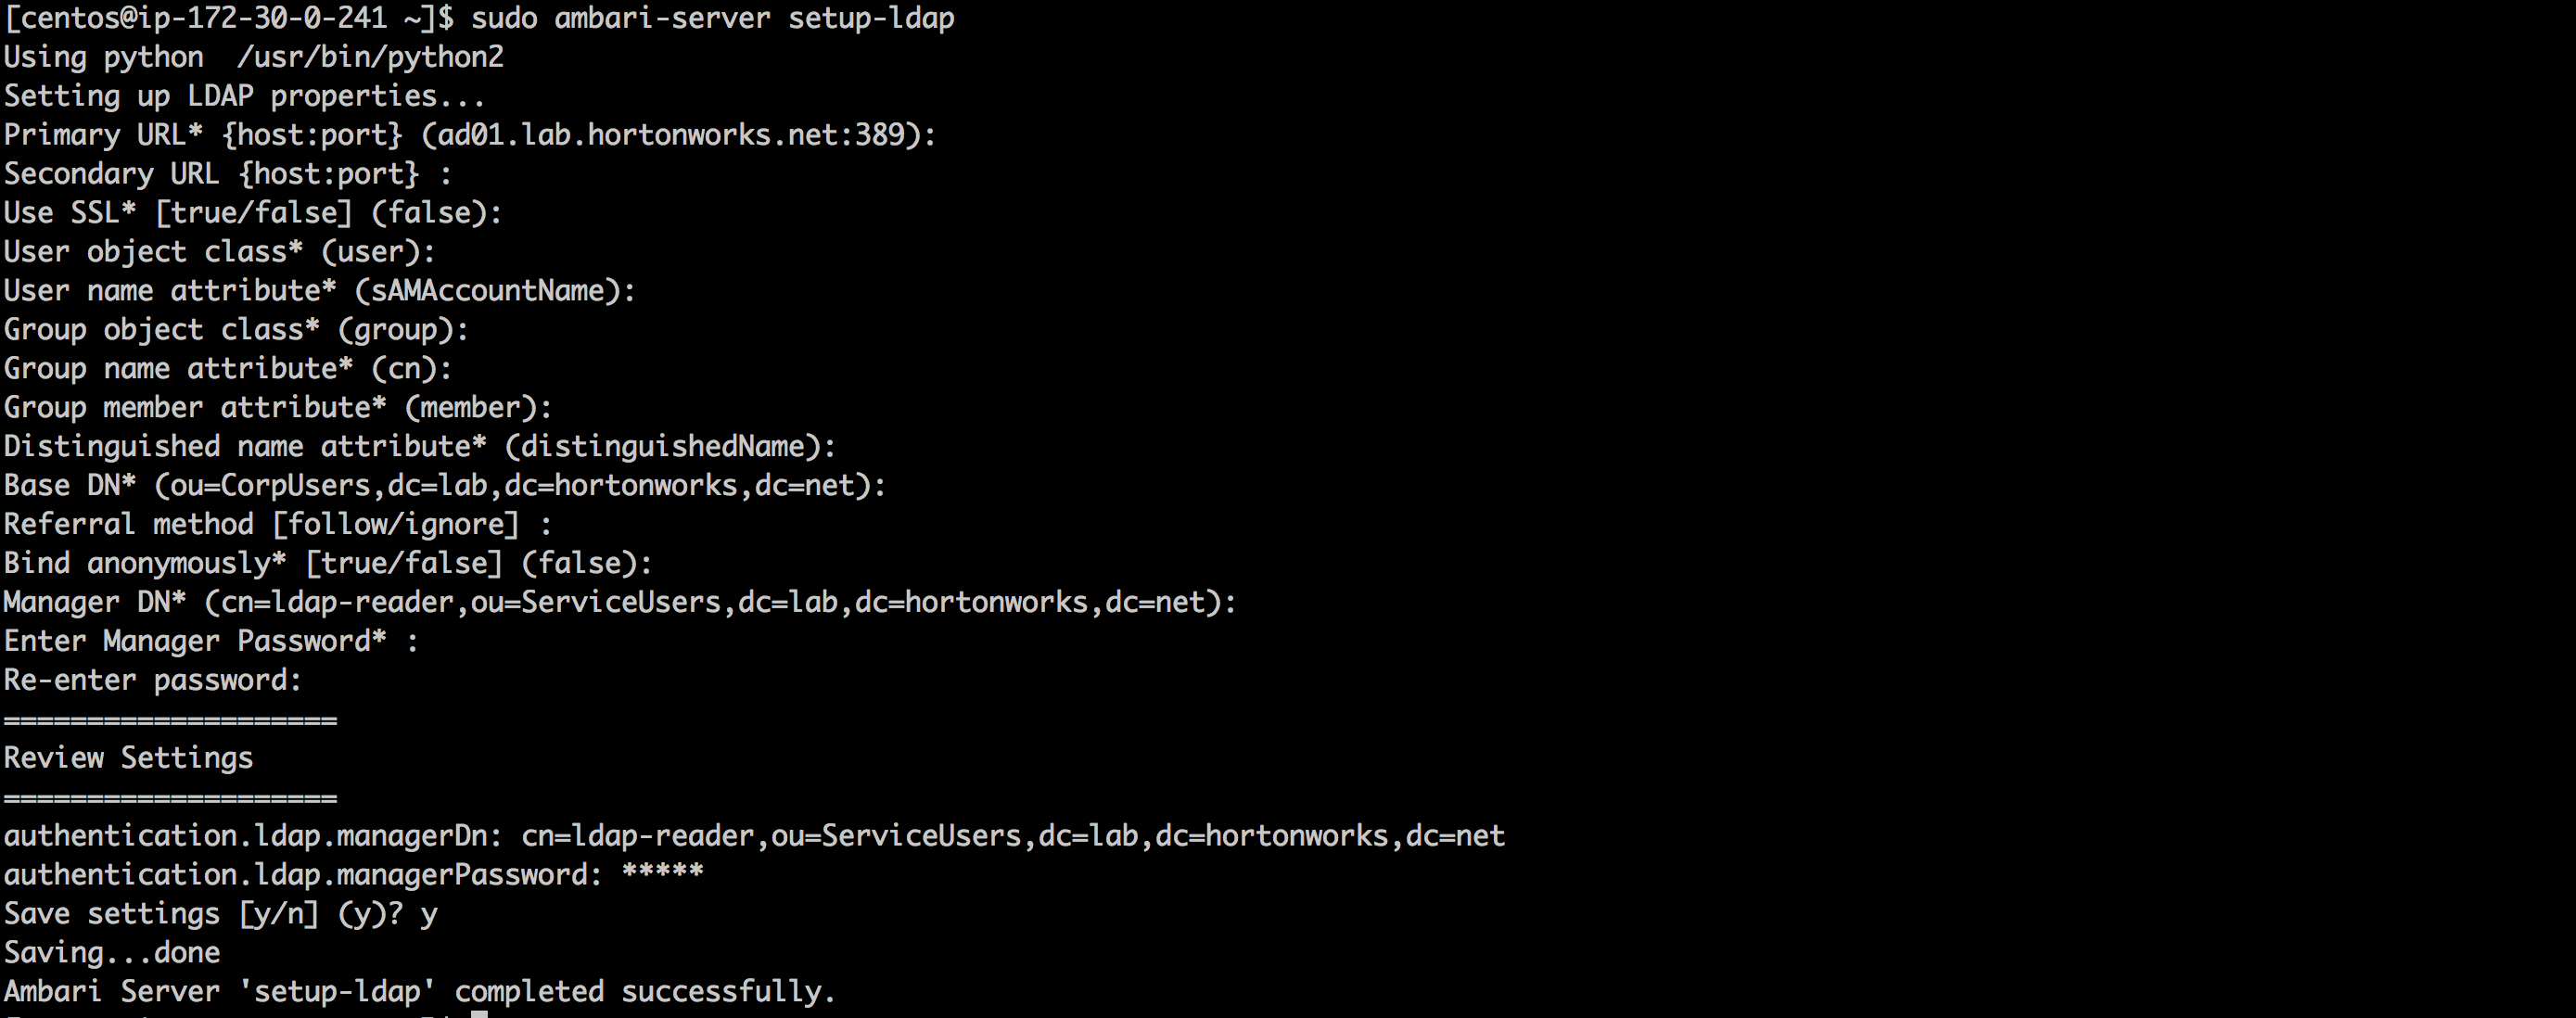 [centos@ip-172-30-0-241 ~]$ sudo ambari-server setup-ldap
Using python  /usr/bin/python2
Setting up LDAP properties...
Primary URL* {host:port} (ad01.lab.hortonworks.net:389):
Secondary URL {host:port} :
Use SSL* [true/false] (false):
User object class* (user):
User name attribute* (sAMAccountName):
Group object class* (group):
Group name attribute* (cn):
Group member attribute* (member):
Distinguished name attribute* (distinguishedName):
Base DN* (ou=CorpUsers,dc=lab,dc=hortonworks,dc=net):
Referral method [follow/ignore] :
Bind anonymously* [true/false] (false):
Manager DN* (cn=ldap-reader,ou=ServiceUsers,dc=lab,dc=hortonworks,dc=net):
Enter Manager Password* :
Re-enter password:
====================
Review Settings
====================
authentication.ldap.managerDn: cn=ldap-reader,ou=ServiceUsers,dc=lab,dc=hortonworks,dc=net
authentication.ldap.managerPassword: *****
Save settings [y/n] (y)? y
Saving...done
Ambari Server 'setup-ldap' completed successfully.